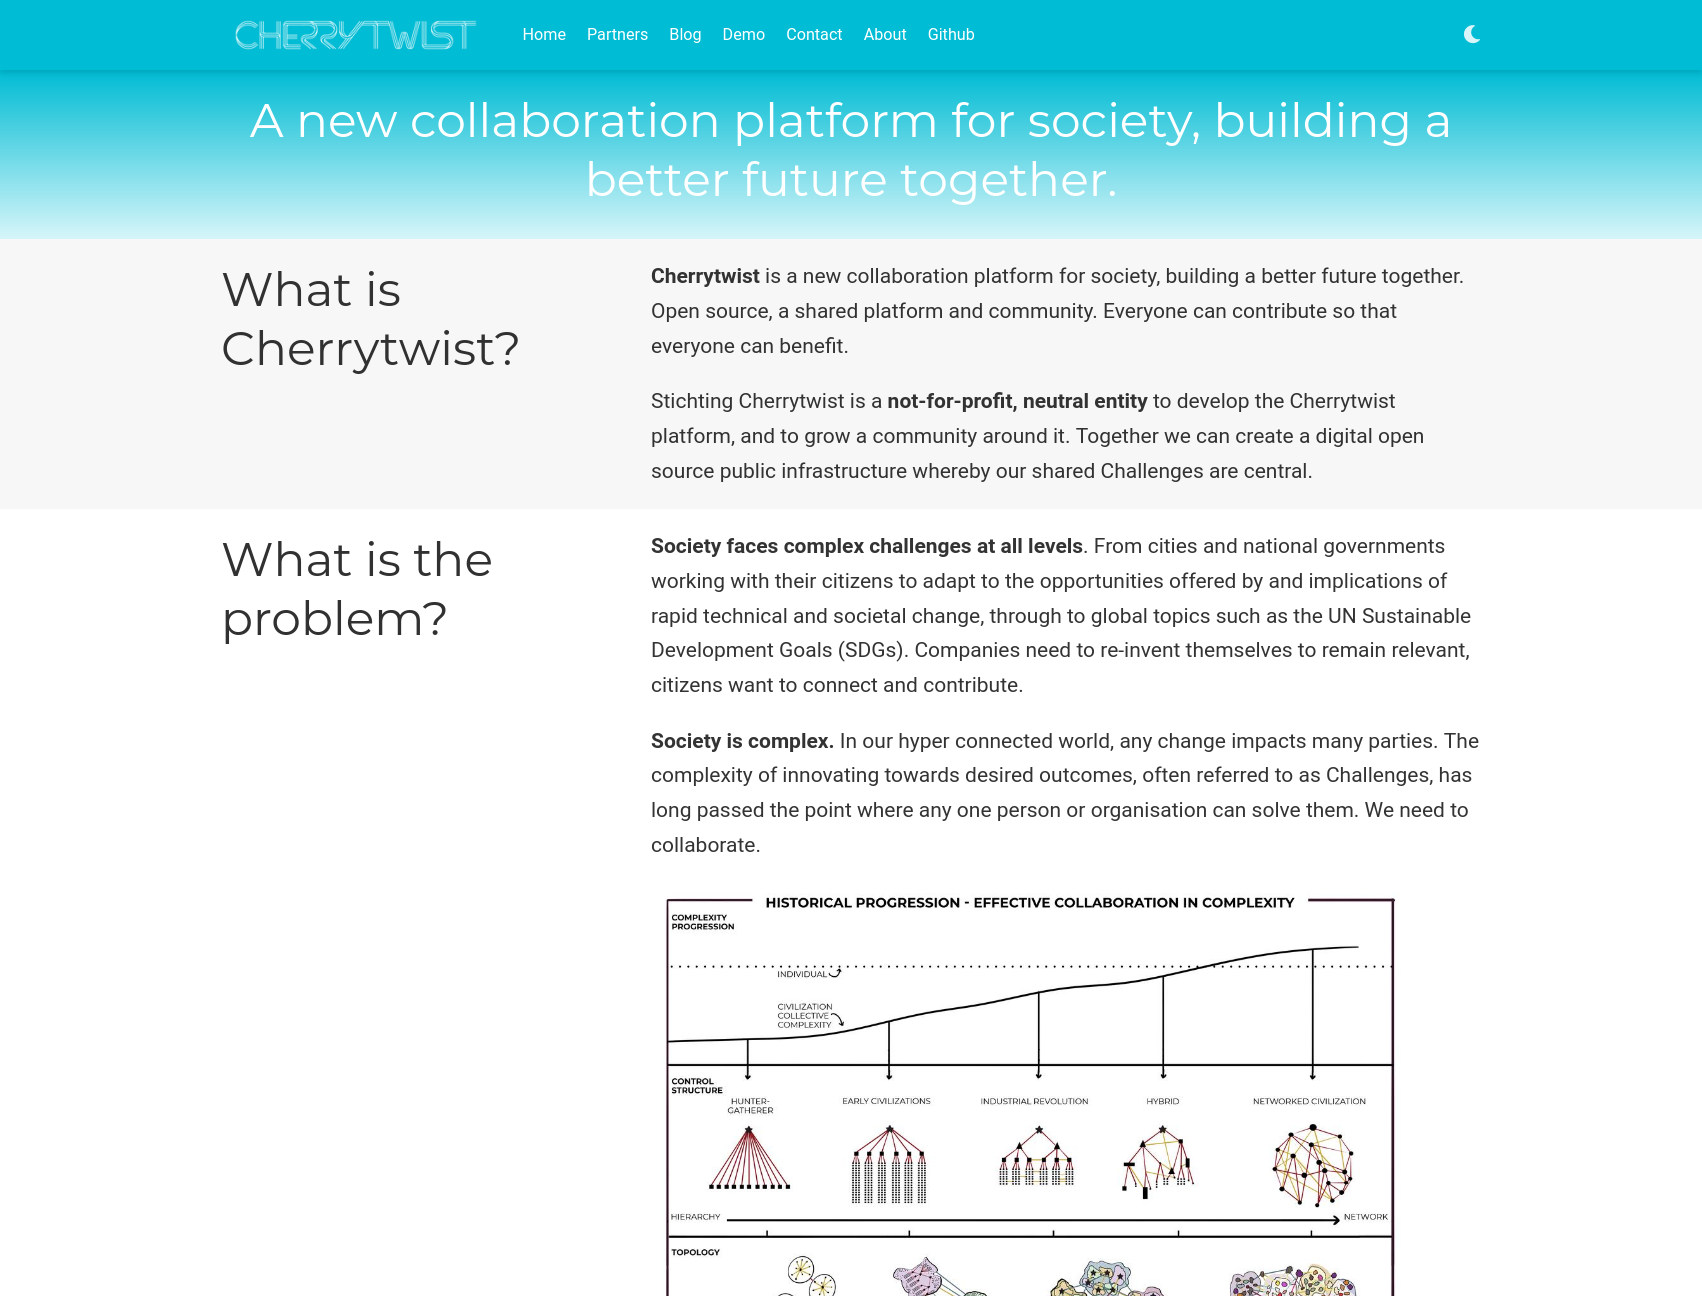 CHERRYTWIST
Home Partners Blog Demo Contact About Github
A new collaboration platform for society, building a
better future together.
What is
Cherrytwist?
Cherrytwist is a new collaboration platform for society, building a better future together.
Open source, a shared platform and community. Everyone can contribute so that
everyone can benefit.
Stichting Cherrytwist is a not-for-profit, neutral entity to develop the Cherrytwist
platform, and to grow a community around it. Together we can create a digital open
source public infrastructure whereby our shared Challenges are central.
What is the
problem?
Society faces complex challenges at all levels. From cities and national governments
working with their citizens to adapt to the opportunities offered by and implications of
rapid technical and societal change, through to global topics such as the UN Sustainable
Development Goals (SDGs). Companies need to re-invent themselves to remain relevant,
citizens want to connect and contribute.
Society is complex. In our hyper connected world, any change impacts many parties. The
complexity of innovating towards desired outcomes, often referred to as Challenges, has
long passed the point where any one person or organisation can solve them. We need to
collaborate.
HISTORICAL PROGRESSION - EFFECTIVE COLLABORATION IN COMPLEXITY
COMPLEXITY
PROGRESSION
INDIVIDUAL
CIVILIZATION
COLLECTIVE
COMPLEXITY
CONTROL
STRUCTURE
HUNTER-
GATHERER
EARLY CIVILIZATIONS
INDUSTRIAL REVOLUTION
HYBRID
NETWORKED CIVILIZATION
HIERARCHY
NETWORK
TOPOLOGY